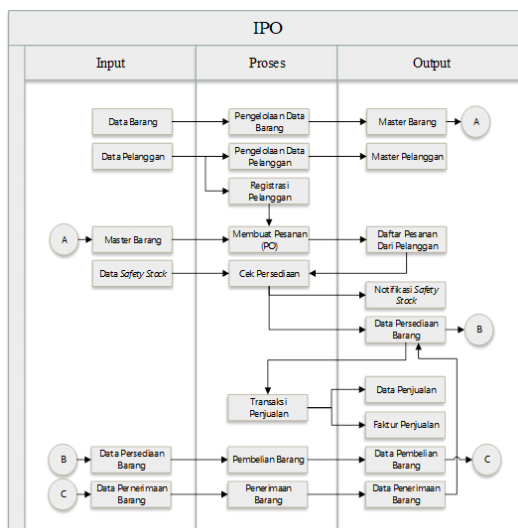 IPO
Input
Proses
Output
Data Barang
Pengelolaan Data
Barang
Master Barang
A
Data Pelanggan
Pengelolaan Data
Pelanggan
Master Pelanggan
Registrasi
Pelanggan
A
Master Barang
Membuat Pesanan
(PO)
Daftar Pesanan
Dari Pelanggan
Data Safety Stock
Cek Persediaan
Notifikasi Safety
Stock
Data Persediaan
Barang
B
Transaksi
Penjualan
Data Penjualan
Faktur Penjualan
B
Data Persediaan
Barang
Pembelian Barang
Data Pembelian
Barang
C
C
Data Pernerimaan
Barang
Penerimaan
Barang
Data Penerimaan
Barang